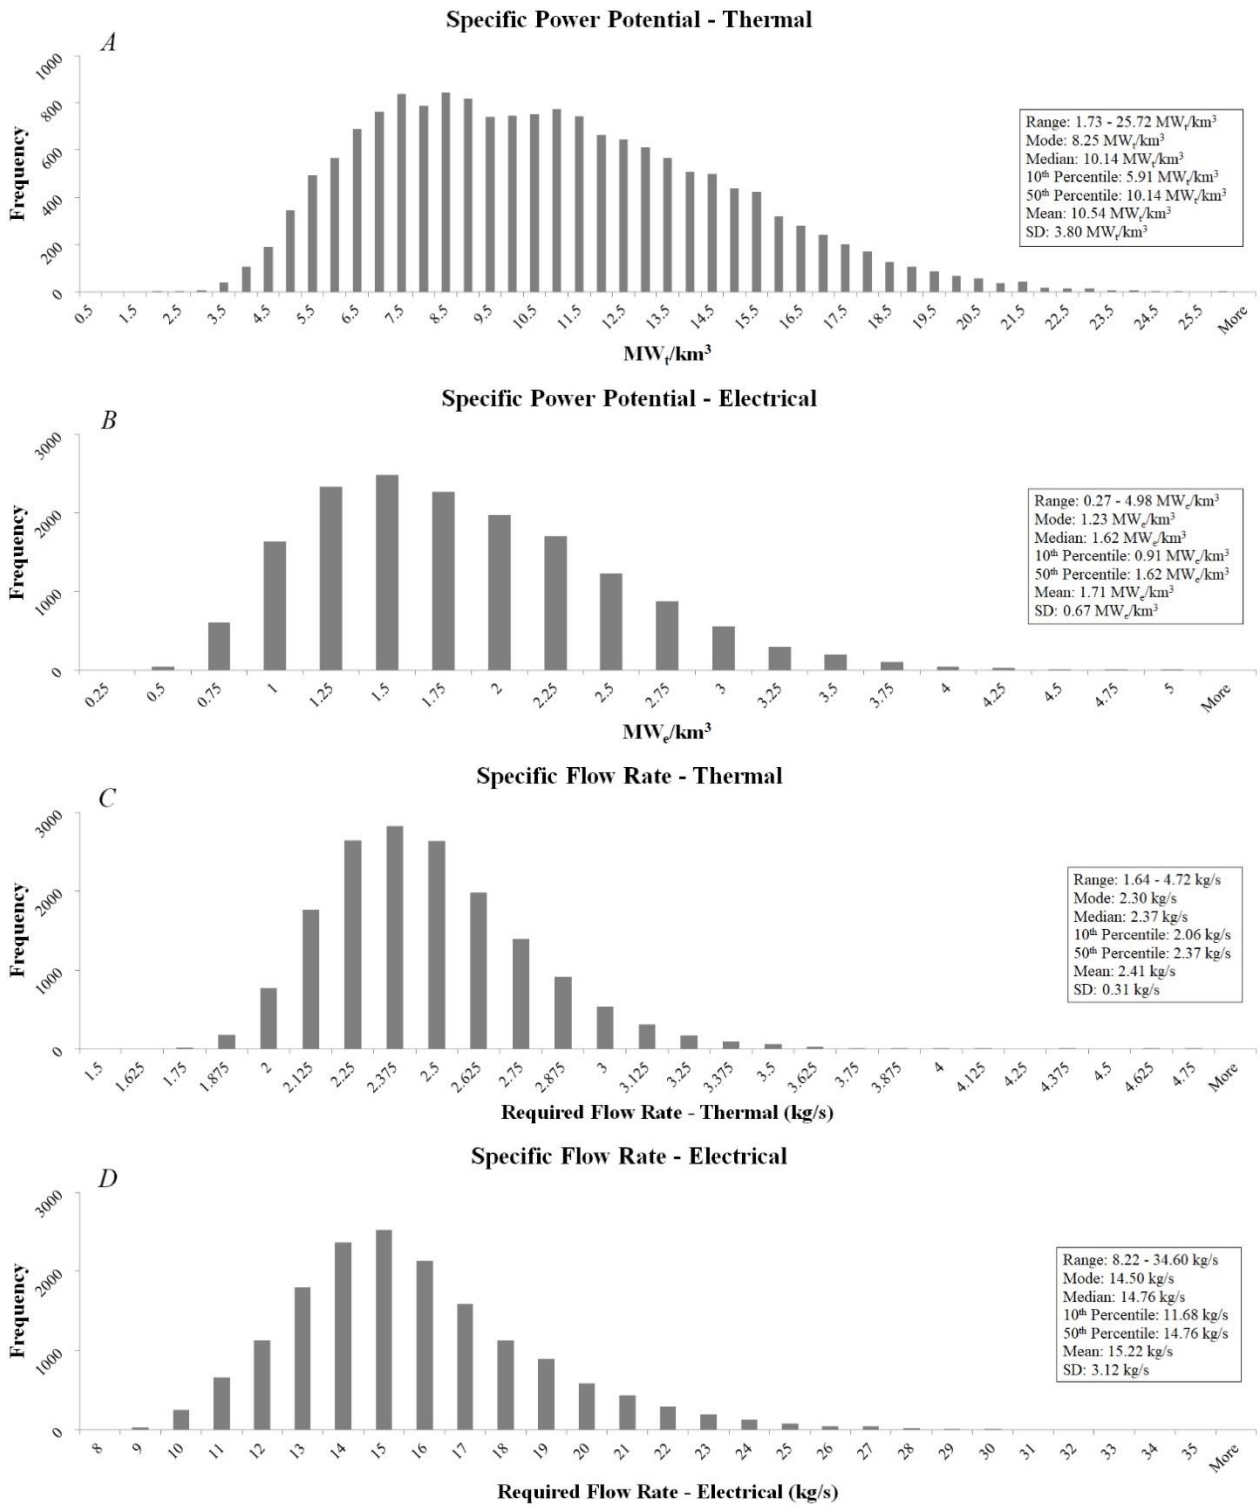 Specific Power Potential - Thermal
A
1000
800
600
400
200
0
Frequency
Range: 1.73 - 25.72 MWt/km³
Mode: 8.25 MWt/km³
Median: 10.14 MWt/km³
10th Percentile: 5.91 MWt/km³
50th Percentile: 10.14 MWt/km³
Mean: 10.54 MWt/km³
SD: 3.80 MWt/km³
0.5 1.5 2.5 3.5 4.5 5.5 6.5 7.5 8.5 9.5 10.5 11.5 12.5 13.5 14.5 15.5 16.5 17.5 18.5 19.5 20.5 21.5 22.5 23.5 24.5 25.5 More
MWt/km³
Specific Power Potential - Electrical
B
3000
2000
1000
0
Frequency
Range: 0.27 - 4.98 MWe/km³
Mode: 1.23 MWe/km³
Median: 1.62 MWe/km³
10th Percentile: 0.91 MWe/km³
50th Percentile: 1.62 MWe/km³
Mean: 1.71 MWe/km³
SD: 0.67 MWe/km³
0.25 0.5 0.75 1 1.25 1.5 1.75 2 2.25 2.5 2.75 3 3.25 3.5 3.75 4 4.25 4.5 4.75 5 More
MWe/km³
Specific Flow Rate - Thermal
C
3000
2000
1000
0
Frequency
Range: 1.64 - 4.72 kg/s
Mode: 2.30 kg/s
Median: 2.37 kg/s
10th Percentile: 2.06 kg/s
50th Percentile: 2.37 kg/s
Mean: 2.41 kg/s
SD: 0.31 kg/s
1.5 1.625 1.75 1.875 2 2.125 2.25 2.375 2.5 2.625 2.75 2.875 3 3.125 3.25 3.375 3.5 3.625 3.75 3.875 4 4.125 4.25 4.375 4.5 4.625 4.75 More
Required Flow Rate - Thermal (kg/s)
Specific Flow Rate - Electrical
D
3000
2000
1000
0
Frequency
Range: 8.22 - 34.60 kg/s
Mode: 14.50 kg/s
Median: 14.76 kg/s
10th Percentile: 11.68 kg/s
50th Percentile: 14.76 kg/s
Mean: 15.22 kg/s
SD: 3.12 kg/s
8 9 10 11 12 13 14 15 16 17 18 19 20 21 22 23 24 25 26 27 28 29 30 31 32 33 34 35 More
Required Flow Rate - Electrical (kg/s)